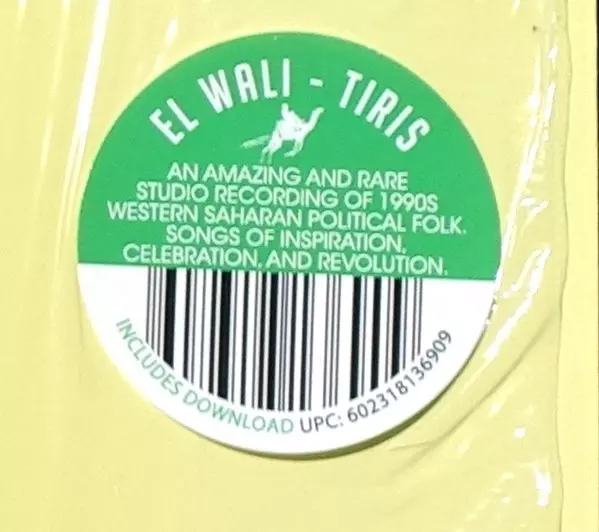 EL WALI - TIRIS
AN AMAZING AND RARE
STUDIO RECORDING OF 1990S
WESTERN SAHARAN POLITICAL FOLK.
SONGS OF INSPIRATION,
CELEBRATION, AND REVOLUTION.
INCLUDES DOWNLOAD UPC: 602318136909